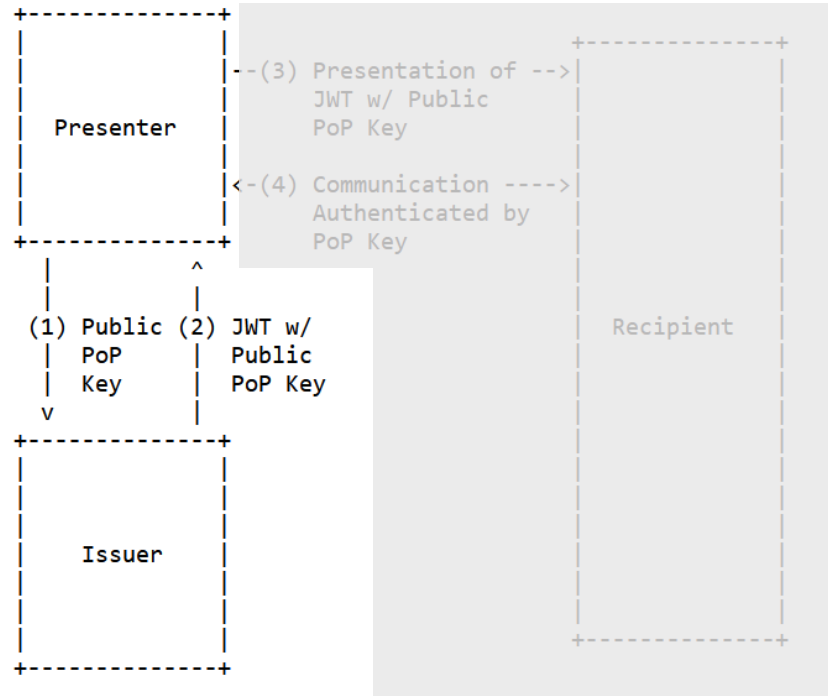 Presenter
--(3) Presentation of -->
JWT w/ Public
PoP Key
<-(4) Communication ---->
Authenticated by
PoP Key
(1) Public (2) JWT w/
PoP Public
Key PoP Key
Recipient
Issuer